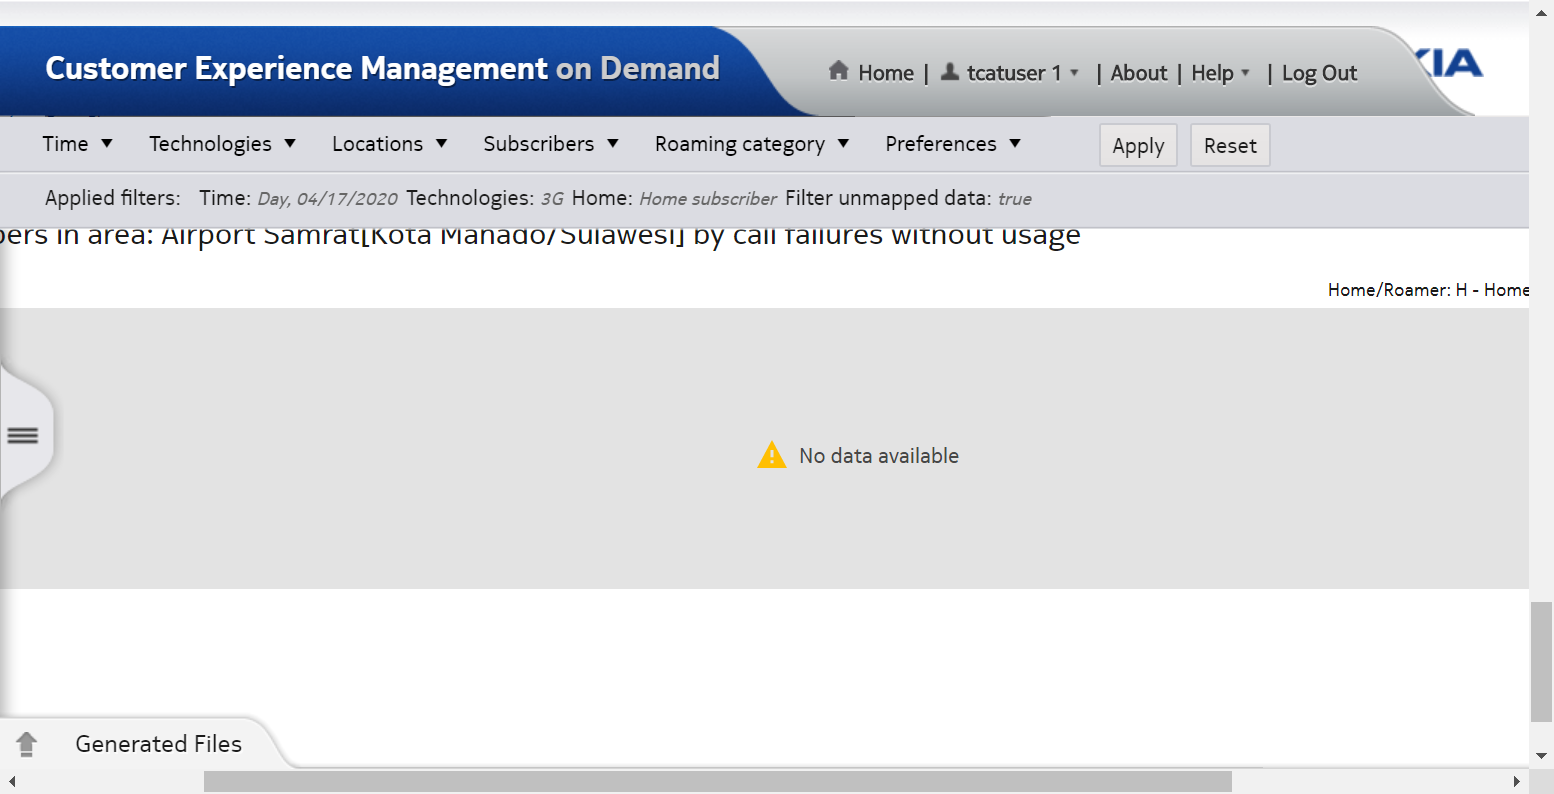 Customer Experience Management on Demand
Home | tcatuser 1 | About | Help | Log Out
Time Technologies Locations Subscribers Roaming category Preferences Apply Reset
Applied filters: Time: Day, 04/17/2020 Technologies: 3G Home: Home subscriber Filter unmapped data: true
in area: Airport Samrat[Kota Manado/Sulawesi] by call failures without usage
Home/Roamer: H - Home
No data available
Generated Files